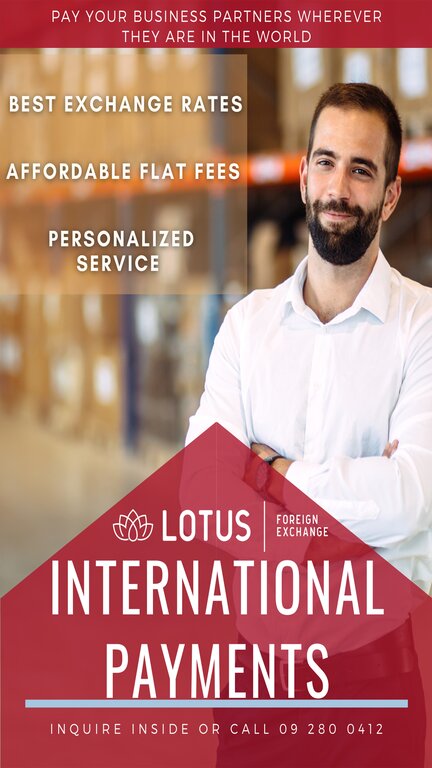 PAY YOUR BUSINESS PARTNERS WHEREVER
THEY ARE IN THE WORLD
BEST EXCHANGE RATES
AFFORDABLE FLAT FEES
PERSONALIZED
SERVICE
LOTUS
FOREIGN
EXCHANGE
INTERNATIONAL
PAYMENTS
INQUIRE INSIDE OR CALL 09 280 0412